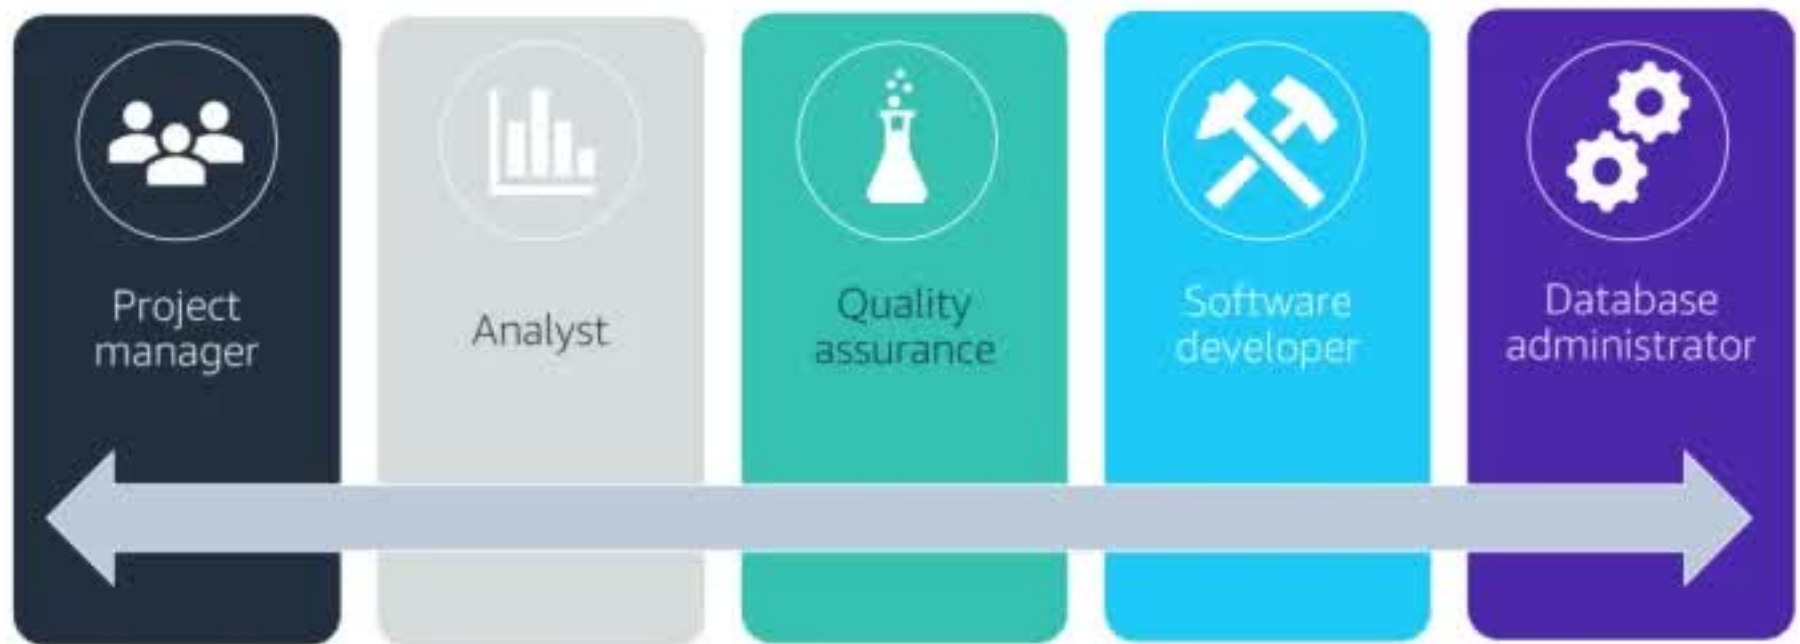 Project
manager
Analyst
Quality
assurance
Software
developer
Database
administrator